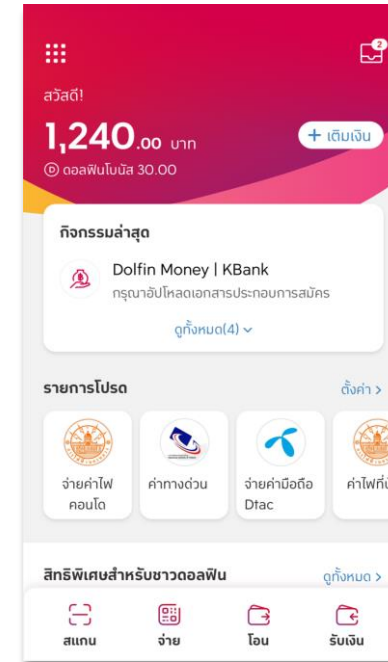 2
สวัสดี!
1,240.00 บาท
+ เติมเงิน
D ดอลฟินโบนัส 30.00
กิจกรรมล่าสุด
Dolfin Money | KBank
กรุณาอัปโหลดเอกสารประกอบการสมัคร
ดูทั้งหมด(4)
รายการโปรด
ตั้งค่า >
จ่ายค่าไฟ
คอนโด
ค่าทางด่วน
จ่ายค่ามือถือ
Dtac
ค่าไฟที่
สิทธิพิเศษสำหรับชาวดอลฟิน
ดูทั้งหมด >
สแกน
จ่าย
โอน
รับเงิน